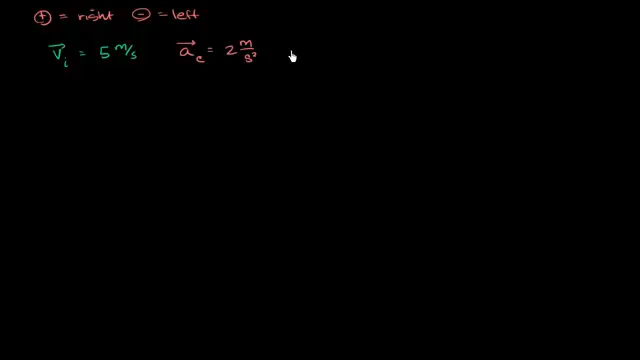 ⊕ = right ⊖ = left
v⃗ᵢ = 5 m/s a⃗c = 2 m/s²